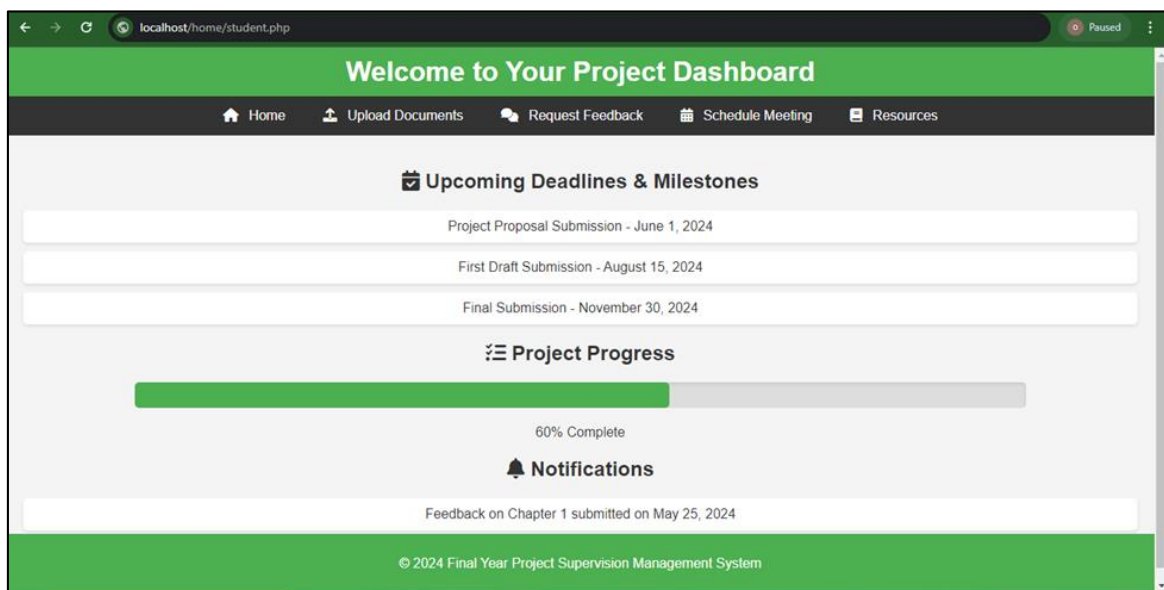 localhost/home/student.php
Paused
Welcome to Your Project Dashboard
Home Upload Documents Request Feedback Schedule Meeting Resources
Upcoming Deadlines & Milestones
Project Proposal Submission - June 1, 2024
First Draft Submission - August 15, 2024
Final Submission - November 30, 2024
Project Progress
60% Complete
Notifications
Feedback on Chapter 1 submitted on May 25, 2024
© 2024 Final Year Project Supervision Management System